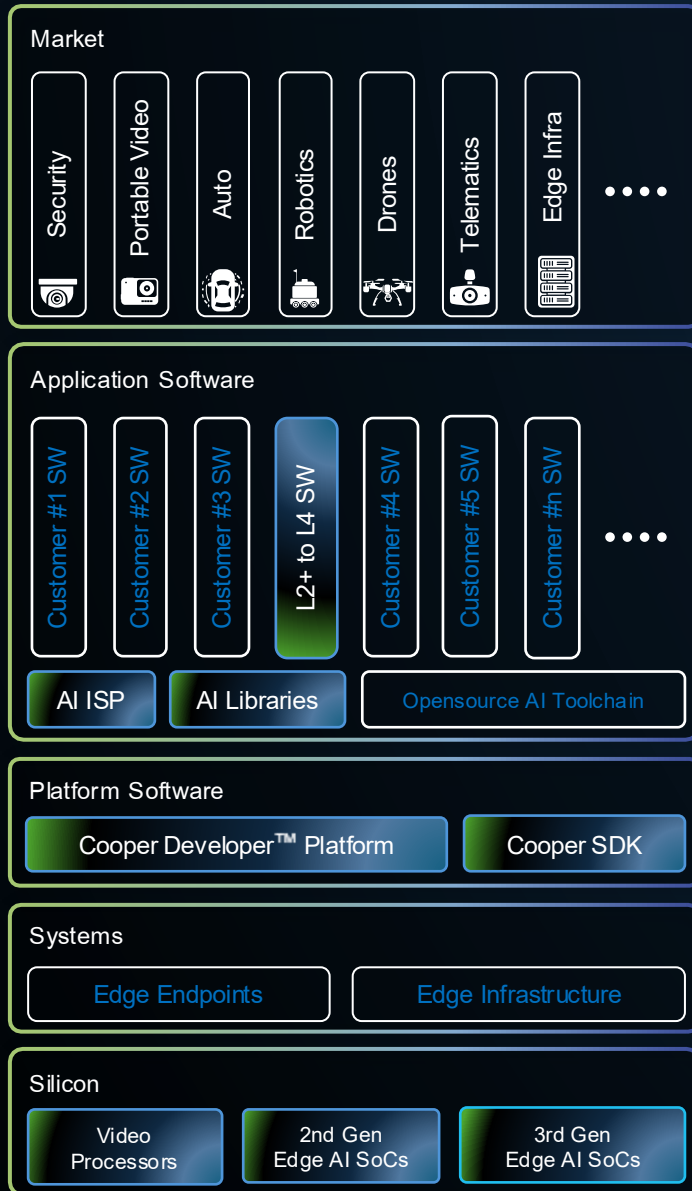 Market
Security
Portable Video
Auto
Robotics
Drones
Telematics
Edge Infra
Application Software
Customer #1 SW
Customer #2 SW
Customer #3 SW
L2+ to L4 SW
Customer #4 SW
Customer #5 SW
Customer #n SW
AI ISP
AI Libraries
Opensource AI Toolchain
Platform Software
Cooper Developer™ Platform
Cooper SDK
Systems
Edge Endpoints
Edge Infrastructure
Silicon
Video
Processors
2nd Gen
Edge AI SoCs
3rd Gen
Edge AI SoCs